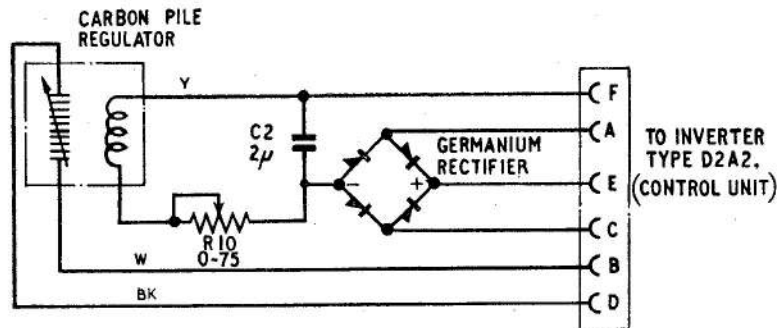 CARBON PILE
REGULATOR
Y
F
C2
2μ
A
GERMANIUM
RECTIFIER
- +
TO INVERTER
TYPE D2A2.
(CONTROL UNIT)
E
C
R10
0-75
W
B
BK
D